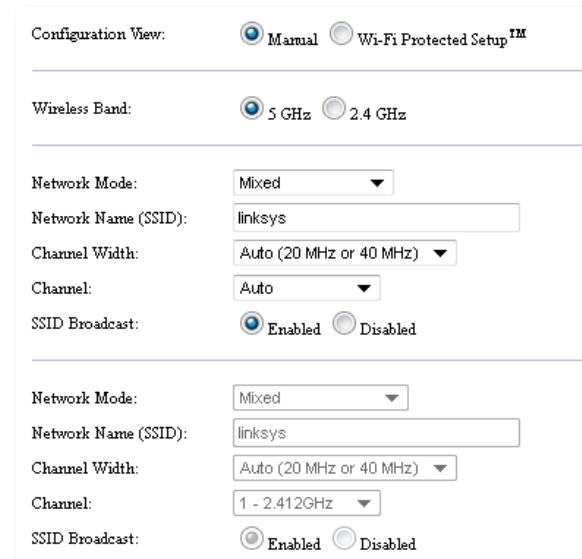 Configuration View: Manual Wi-Fi Protected Setup™
Wireless Band: 5 GHz 2.4 GHz
Network Mode: Mixed
Network Name (SSID): linksys
Channel Width: Auto (20 MHz or 40 MHz)
Channel: Auto
SSID Broadcast: Enabled Disabled
Network Mode: Mixed
Network Name (SSID): linksys
Channel Width: Auto (20 MHz or 40 MHz)
Channel: 1 - 2.412GHz
SSID Broadcast: Enabled Disabled